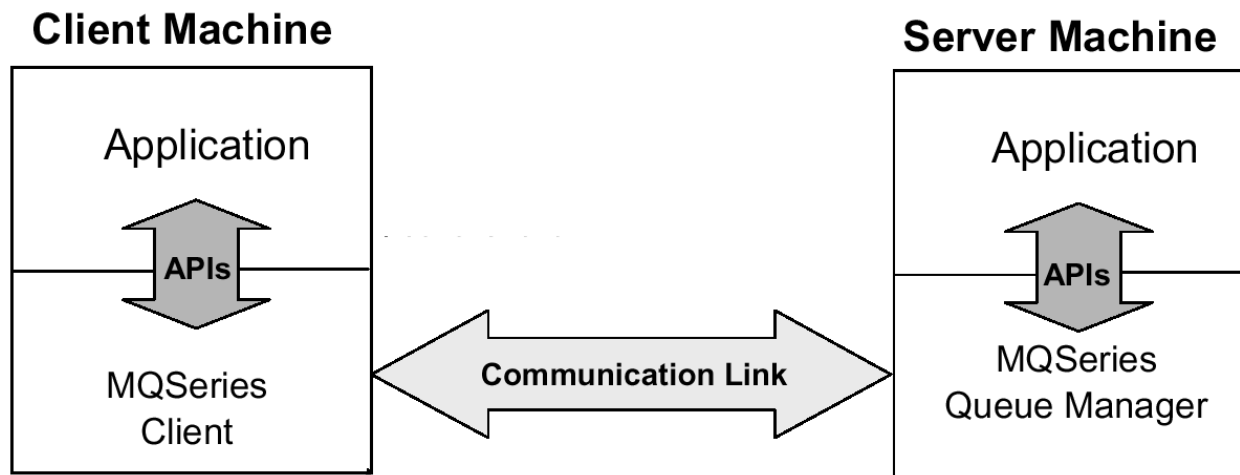 Client Machine
Server Machine
Application
Application
APIs
APIs
MQSeries
Client
Communication Link
MQSeries
Queue Manager